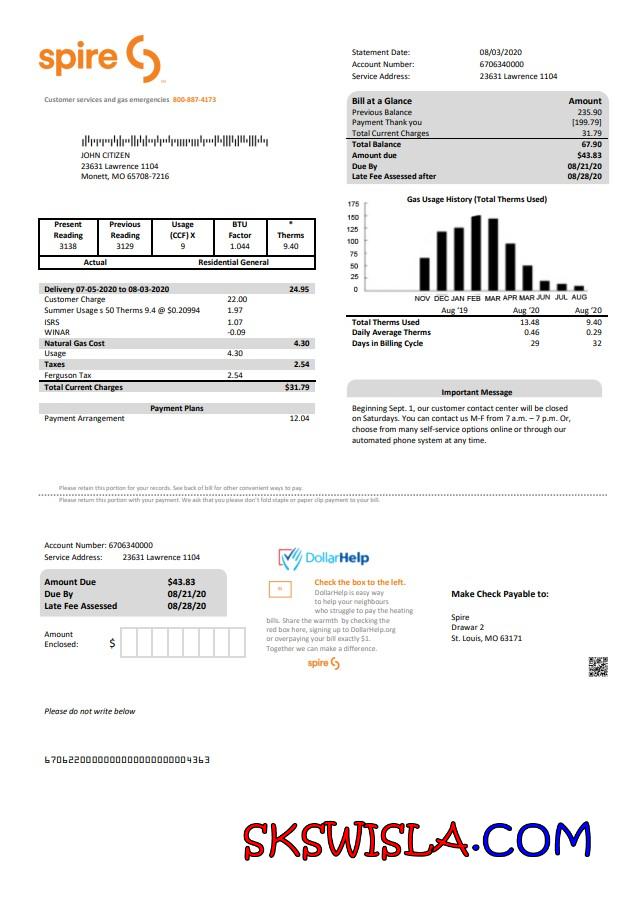 spire
Statement Date: 08/03/2020
Account Number: 6706340000
Service Address: 23631 Lawrence 1104
Customer services and gas emergencies 800-887-4173
Bill at a Glance Amount
Previous Balance 235.90
Payment Thank you [199.79]
Total Current Charges 31.79
Total Balance 67.90
Amount due $43.83
Due By 08/21/20
Late Fee Assessed after 08/28/20
JOHN CITIZEN
23631 Lawrence 1104
Monett, MO 65708-7216
Gas Usage History (Total Therms Used)
175
150
125
100
75
50
25
0
NOV DEC JAN FEB MAR APR MAR JUN JUL AUG
Aug ’19 Aug ’20 Aug ’20
Total Therms Used 13.48 9.40
Daily Average Therms 0.46 0.29
Days in Billing Cycle 29 32
Present Reading Previous Reading Usage (CCF) X BTU Factor * Therms
3138 3129 9 1.044 9.40
Actual Residential General
Delivery 07-05-2020 to 08-03-2020 24.95
Customer Charge 22.00
Summer Usage s 50 Therms 9.4 @ $0.20994 1.97
ISRS 1.07
WINAR -0.09
Natural Gas Cost 4.30
Usage 4.30
Taxes 2.54
Ferguson Tax 2.54
Total Current Charges $31.79
Payment Plans
Payment Arrangement 12.04
Important Message
Beginning Sept. 1, our customer contact center will be closed
on Saturdays. You can contact us M-F from 7 a.m. – 7 p.m. Or,
choose from many self-service options online or through our
automated phone system at any time.
Please retain this portion for your records. See back of bill for other convenient ways to pay.
Please return this portion with your payment. We ask that you please don't fold staple or paper clip payment to your bill.
Account Number: 6706340000
Service Address: 23631 Lawrence 1104
Amount Due $43.83
Due By 08/21/20
Late Fee Assessed 08/28/20
Amount
Enclosed: $
DollarHelp
Check the box to the left.
DollarHelp is easy way
to help your neighbours
who struggle to pay the heating
bills. Share the warmth by checking the
red box here, signing up to DollarHelp.org
or overpaying your bill exactly $1.
Together we can make a difference.
spire
Make Check Payable to:
Spire
Drawar 2
St. Louis, MO 63171
Please do not write below
SKSWISLA.COM